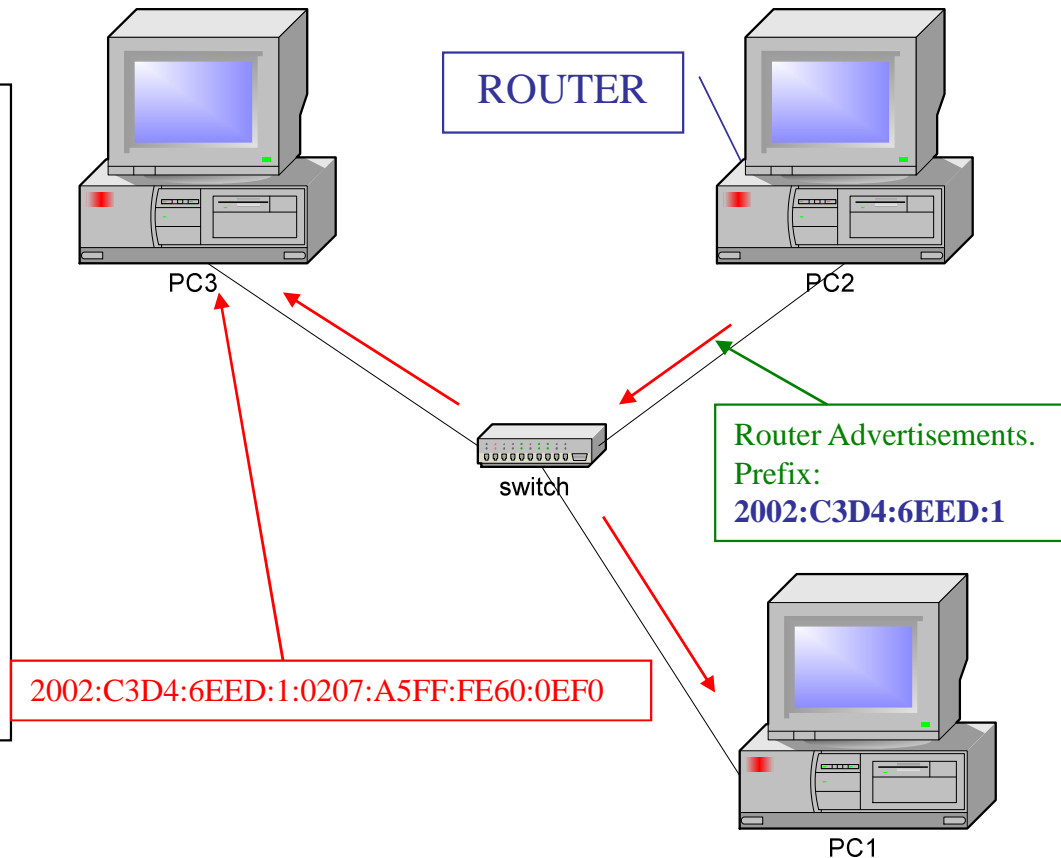 ROUTER
PC3
PC2
Router Advertisements.
Prefix:
2002:C3D4:6EED:1
switch
2002:C3D4:6EED:1:0207:A5FF:FE60:0EF0
PC1